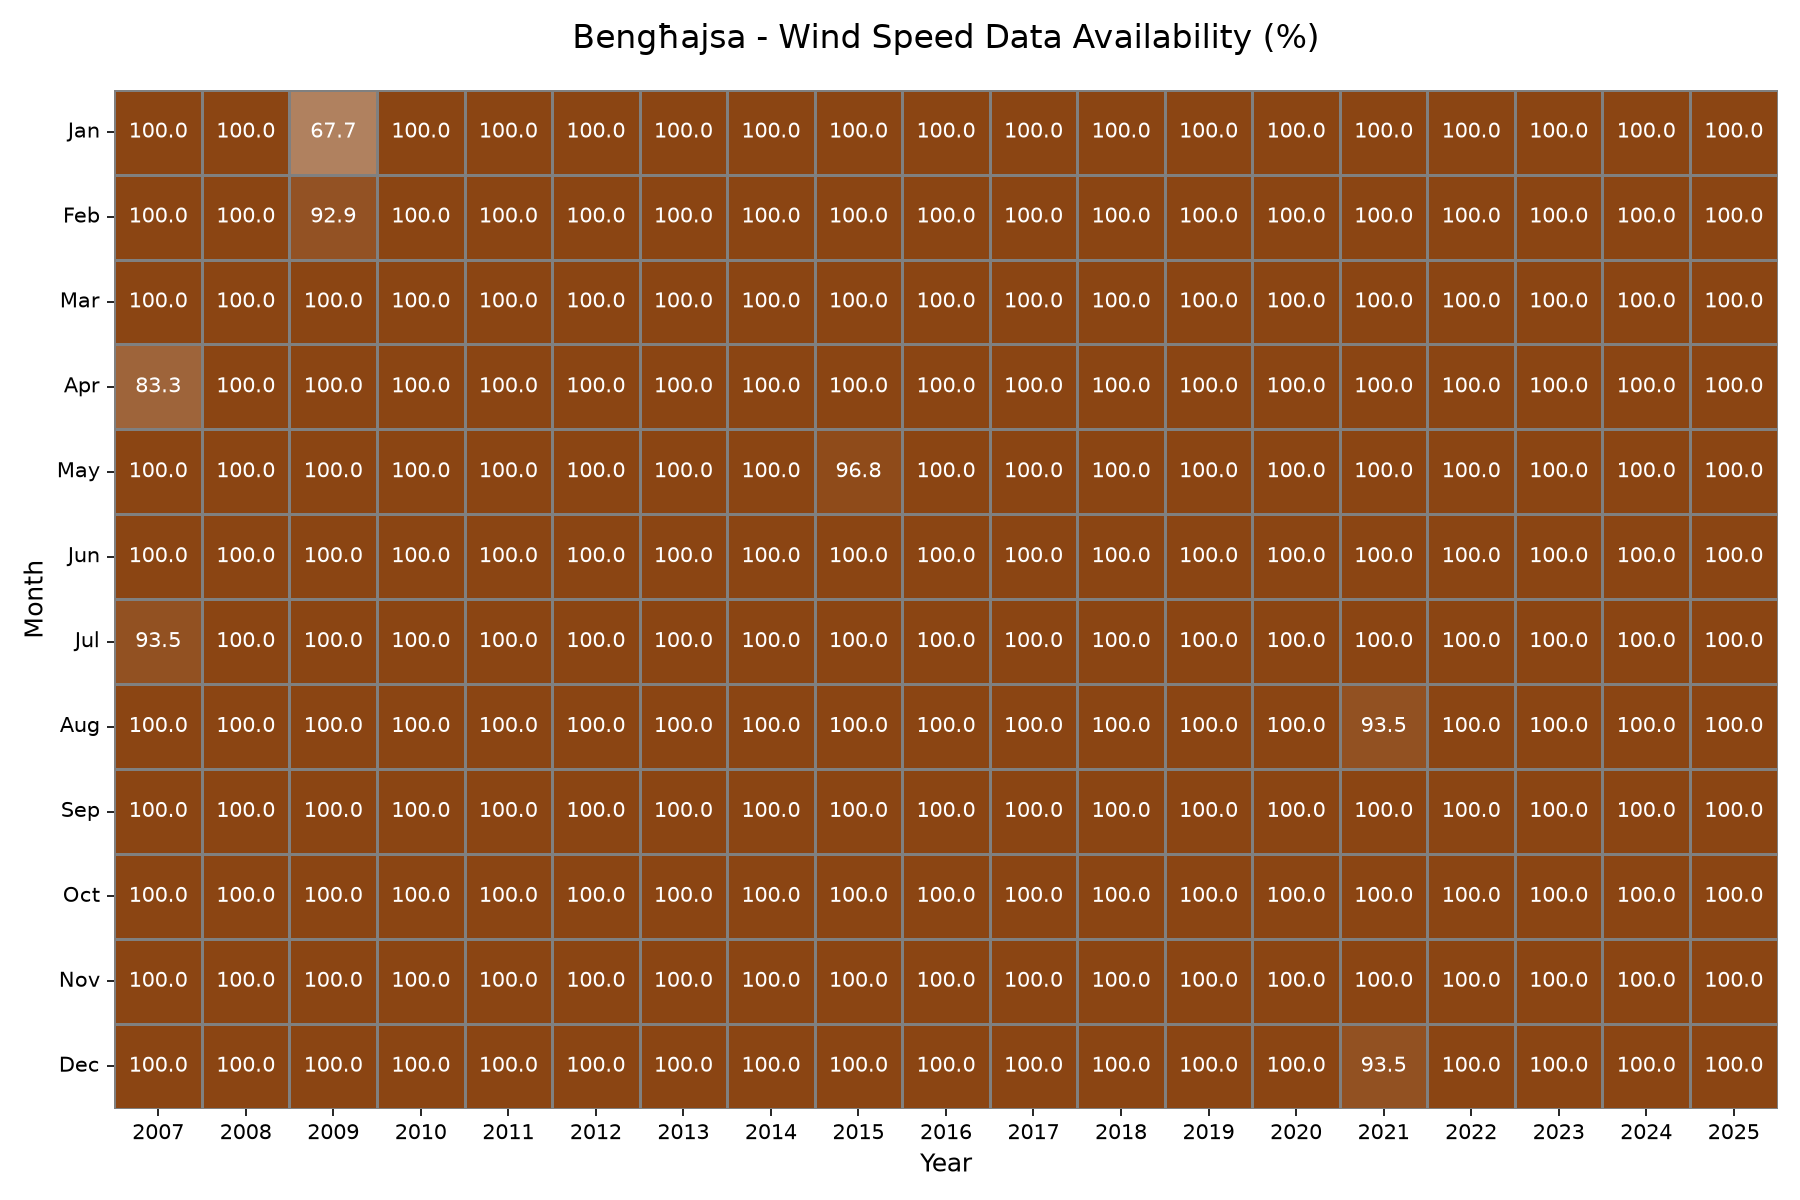 Bengħajsa - Wind Speed Data Availability (%)
Jan 100.0 100.0 67.7 100.0 100.0 100.0 100.0 100.0 100.0 100.0 100.0 100.0 100.0 100.0 100.0 100.0 100.0 100.0 100.0
Feb 100.0 100.0 92.9 100.0 100.0 100.0 100.0 100.0 100.0 100.0 100.0 100.0 100.0 100.0 100.0 100.0 100.0 100.0 100.0
Mar 100.0 100.0 100.0 100.0 100.0 100.0 100.0 100.0 100.0 100.0 100.0 100.0 100.0 100.0 100.0 100.0 100.0 100.0 100.0
Apr 83.3 100.0 100.0 100.0 100.0 100.0 100.0 100.0 100.0 100.0 100.0 100.0 100.0 100.0 100.0 100.0 100.0 100.0 100.0
May 100.0 100.0 100.0 100.0 100.0 100.0 100.0 100.0 96.8 100.0 100.0 100.0 100.0 100.0 100.0 100.0 100.0 100.0 100.0
Jun 100.0 100.0 100.0 100.0 100.0 100.0 100.0 100.0 100.0 100.0 100.0 100.0 100.0 100.0 100.0 100.0 100.0 100.0 100.0
Jul 93.5 100.0 100.0 100.0 100.0 100.0 100.0 100.0 100.0 100.0 100.0 100.0 100.0 100.0 100.0 100.0 100.0 100.0 100.0
Aug 100.0 100.0 100.0 100.0 100.0 100.0 100.0 100.0 100.0 100.0 100.0 100.0 100.0 100.0 93.5 100.0 100.0 100.0 100.0
Sep 100.0 100.0 100.0 100.0 100.0 100.0 100.0 100.0 100.0 100.0 100.0 100.0 100.0 100.0 100.0 100.0 100.0 100.0 100.0
Oct 100.0 100.0 100.0 100.0 100.0 100.0 100.0 100.0 100.0 100.0 100.0 100.0 100.0 100.0 100.0 100.0 100.0 100.0 100.0
Nov 100.0 100.0 100.0 100.0 100.0 100.0 100.0 100.0 100.0 100.0 100.0 100.0 100.0 100.0 100.0 100.0 100.0 100.0 100.0
Dec 100.0 100.0 100.0 100.0 100.0 100.0 100.0 100.0 100.0 100.0 100.0 100.0 100.0 100.0 93.5 100.0 100.0 100.0 100.0
2007 2008 2009 2010 2011 2012 2013 2014 2015 2016 2017 2018 2019 2020 2021 2022 2023 2024 2025
Year
Month